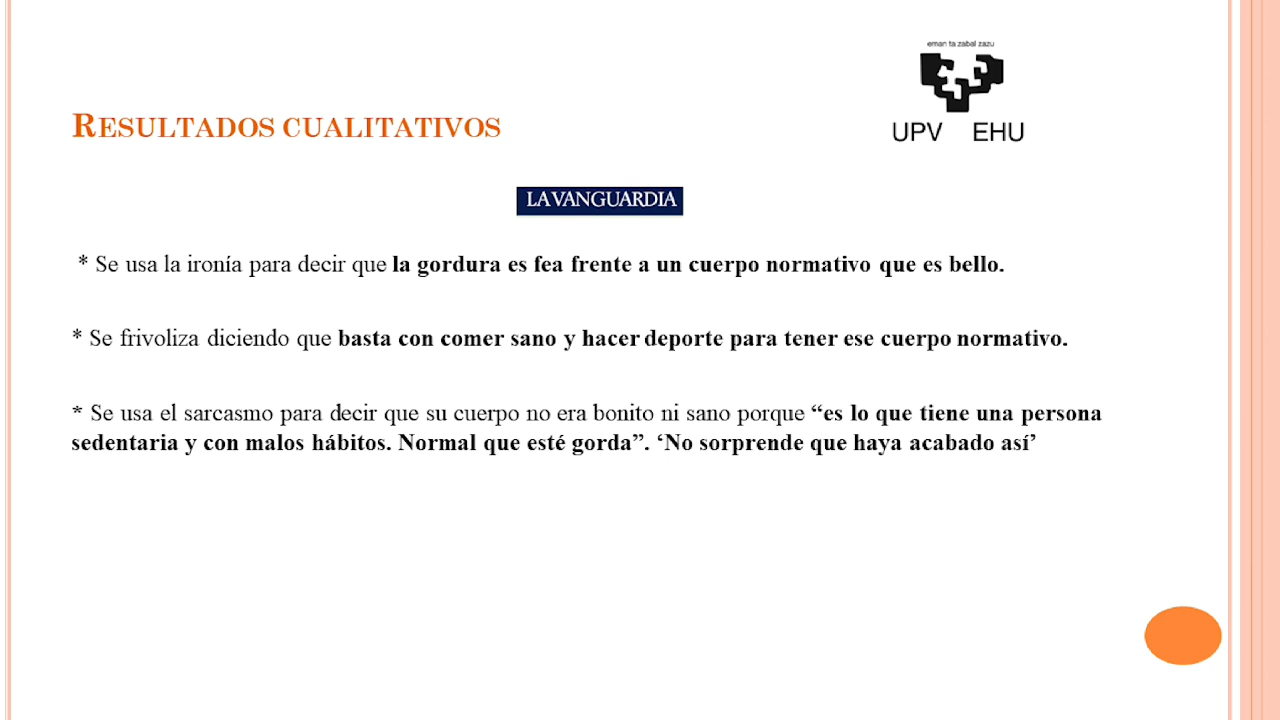 eman ta zabal zazu
UPV EHU
RESULTADOS CUALITATIVOS
LA VANGUARDIA
* Se usa la ironía para decir que la gordura es fea frente a un cuerpo normativo que es bello.
* Se frivoliza diciendo que basta con comer sano y hacer deporte para tener ese cuerpo normativo.
* Se usa el sarcasmo para decir que su cuerpo no era bonito ni sano porque “es lo que tiene una persona
sedentaria y con malos hábitos. Normal que esté gorda”. ‘No sorprende que haya acabado así’